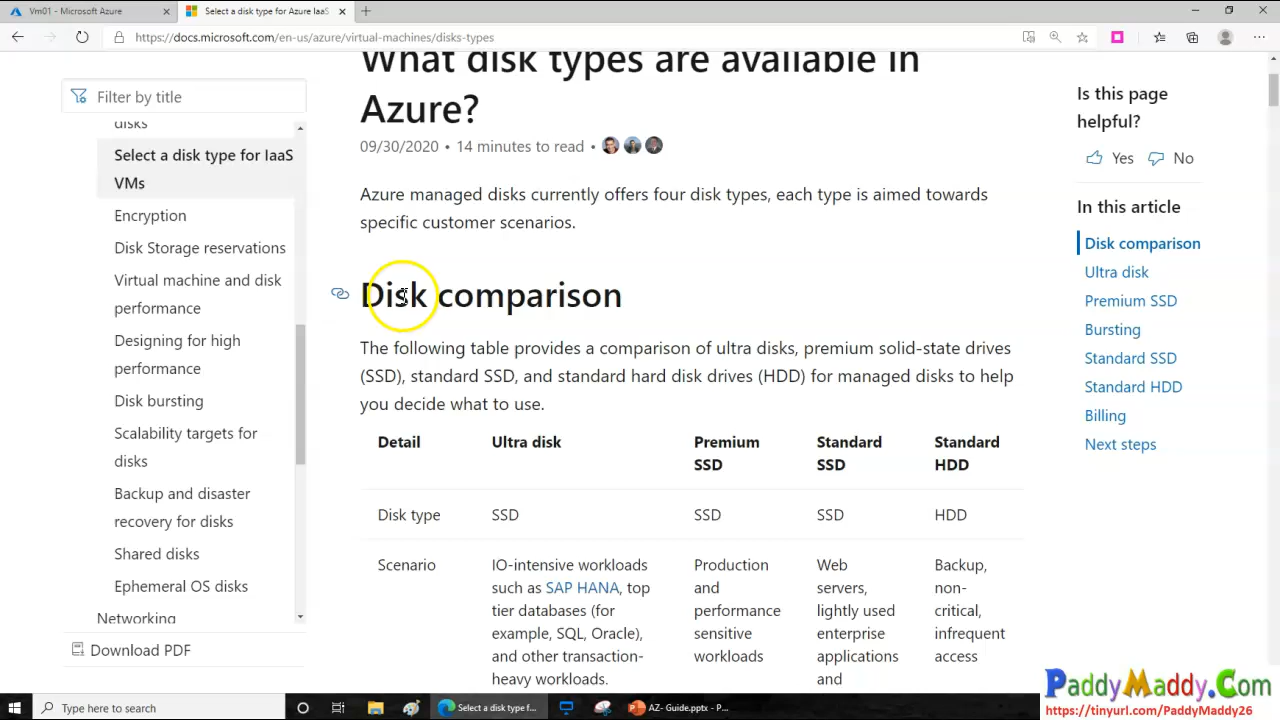 Vm01 - Microsoft Azure
Select a disk type for Azure IaaS
https://docs.microsoft.com/en-us/azure/virtual-machines/disks-types
Filter by title
disks
Select a disk type for IaaS
VMs
Encryption
Disk Storage reservations
Virtual machine and disk
performance
Designing for high
performance
Disk bursting
Scalability targets for
disks
Backup and disaster
recovery for disks
Shared disks
Ephemeral OS disks
Networking
Download PDF
What disk types are available in
Azure?
09/30/2020 • 14 minutes to read •
Azure managed disks currently offers four disk types, each type is aimed towards
specific customer scenarios.
Disk comparison
The following table provides a comparison of ultra disks, premium solid-state drives
(SSD), standard SSD, and standard hard disk drives (HDD) for managed disks to help
you decide what to use.
Detail Ultra disk Premium Standard Standard
SSD SSD HDD
Disk type SSD SSD SSD HDD
Scenario IO-intensive workloads Production Web Backup,
such as SAP HANA, top and servers, non-
tier databases (for performance lightly used critical,
example, SQL, Oracle), sensitive enterprise infrequent
and other transaction- workloads applications access
heavy workloads. and
Is this page
helpful?
Yes No
In this article
Disk comparison
Ultra disk
Premium SSD
Bursting
Standard SSD
Standard HDD
Billing
Next steps
PaddyMaddy.Com
https://tinyurl.com/PaddyMaddy26
Type here to search
Select a disk type f...
AZ- Guide.pptx - P...